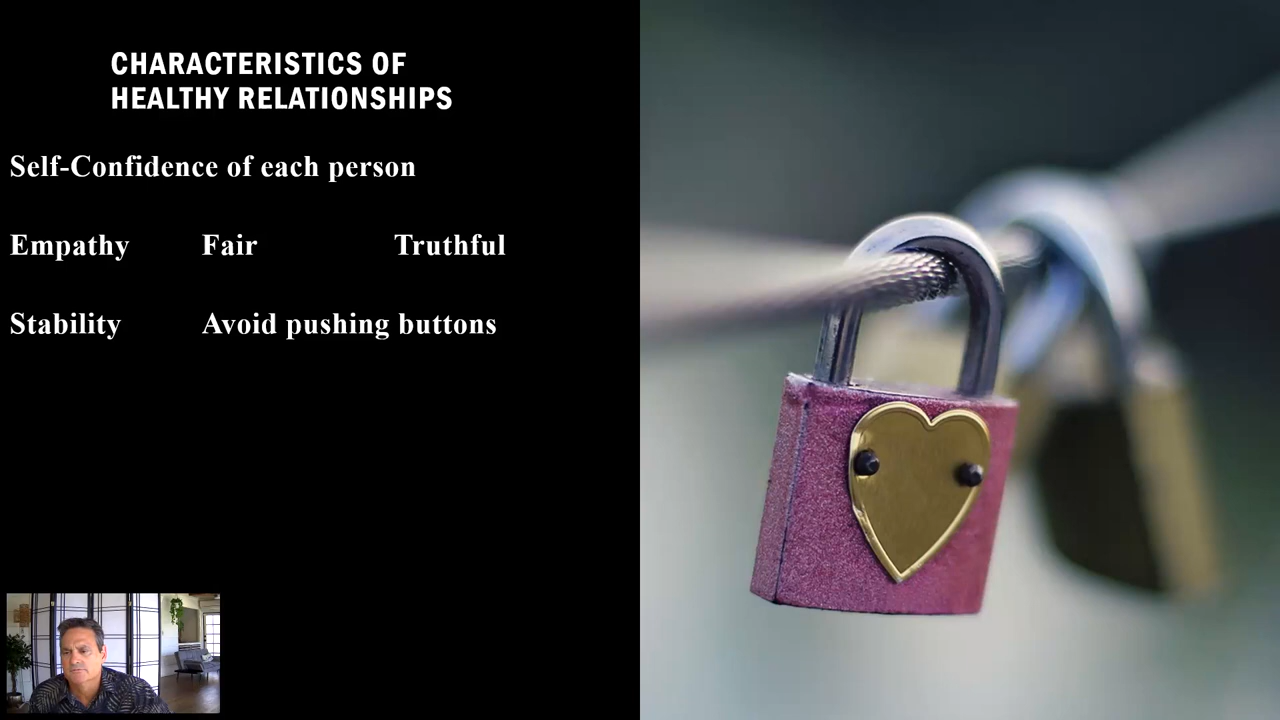 CHARACTERISTICS OF
HEALTHY RELATIONSHIPS
Self-Confidence of each person
Empathy Fair Truthful
Stability Avoid pushing buttons